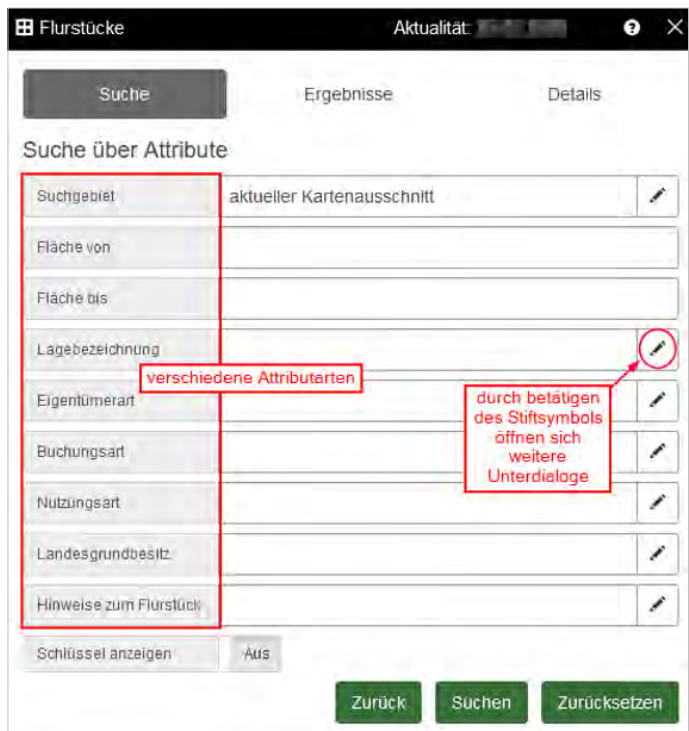 Flurstücke Aktualität:
Suche Ergebnisse Details
Suche über Attribute
Suchgebiet aktueller Kartenausschnitt
Fläche von
Fläche bis
Lagebezeichnung
verschiedene Attributarten
Eigentümerart
durch betätigen
des Stiftsymbols
öffnen sich
weitere
Unterdialoge
Buchungsart
Nutzungsart
Landesgrundbesitz
Hinweise zum Flurstück
Schlüssel anzeigen Aus
Zurück Suchen Zurücksetzen